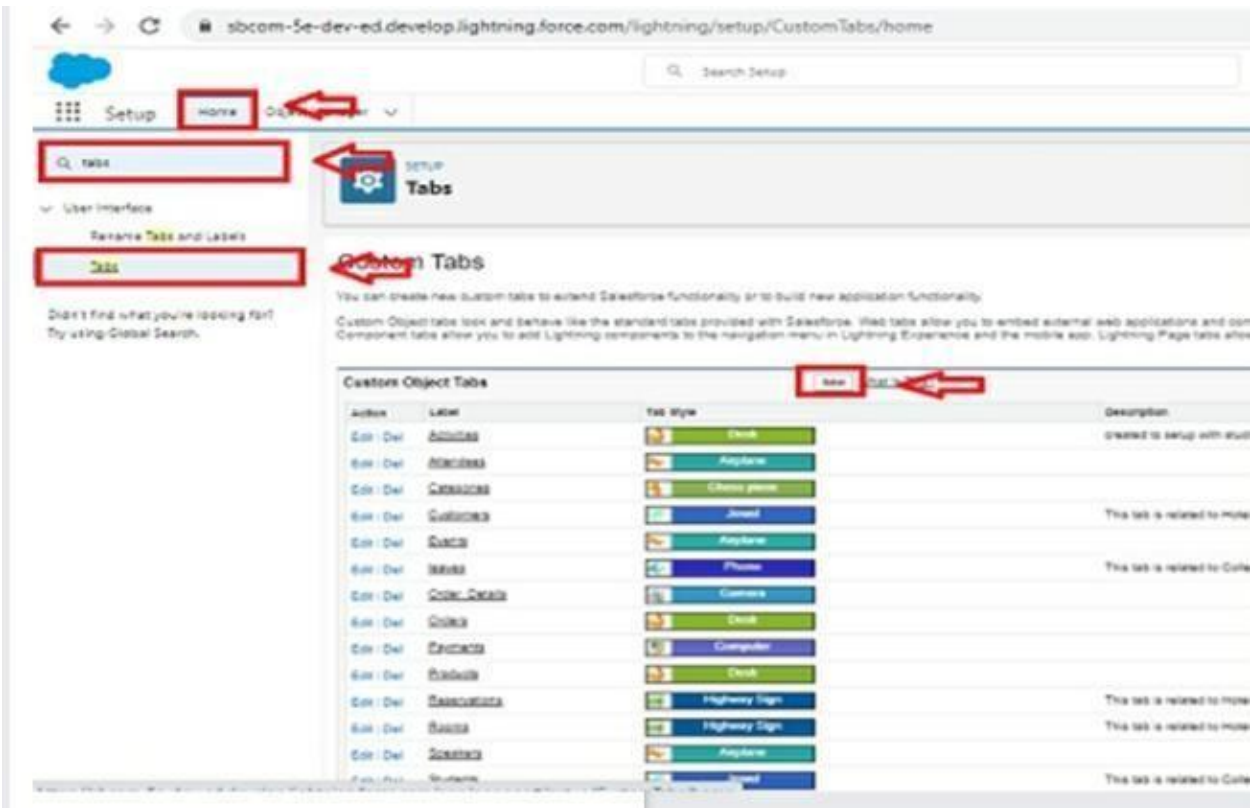 sbcom-5e-dev-ed.develop.lightning.force.com/lightning/setup/CustomTabs/home
Search Setup
Setup Home
tabs
SETUP
Tabs
User Interface
Rename Tabs and Labels
Tabs
Didn't find what you're looking for?
Try using Global Search.
Custom Tabs
You can create new custom tabs to extend Salesforce functionality or to build new application functionality.
Custom Object tabs look and behave like the standard tabs provided with Salesforce. Web tabs allow you to embed external web applications and con
Component tabs allow you to add Lightning components to the navigation menu in Lightning Experience and the mobile app. Lightning Page tabs allow
Custom Object Tabs New
Action Label Tab Style Description
Edit | Del Activities Desk created to setup with stud
Edit | Del Attendees Airplane
Edit | Del Categories Chess piece
Edit | Del Customers Jewel This tab is related to Hote
Edit | Del Events Airplane
Edit | Del leaves Phone This tab is related to Colle
Edit | Del Order_Details Camera
Edit | Del Orders Desk
Edit | Del Payments Computer
Edit | Del Products Desk
Edit | Del Reservations Highway Sign This tab is related to Hote
Edit | Del Rooms Highway Sign This tab is related to Hote
Edit | Del Speakers Airplane
Edit | Del Students Jewel This tab is related to Colle